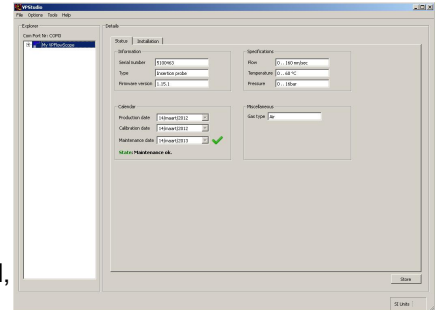 VPStudio
File Options Tools Help
Explorer
Com Port Nr: COM5
My VPFlowScope
Details
Status Installation
Information
Serial number 5100463
Type Insertion probe
Firmware version 1.05.1
Specifications
Flow 0 .. 160 mn/sec
Temperature 0 .. 60 °C
Pressure 0 .. 16bar
Calendar
Production date 14|maart|2012
Calibration date 14|maart|2012
Maintenance date 14|maart|2013
State: Maintenance ok.
Miscellaneous
Gas type Air
Store
SI Units